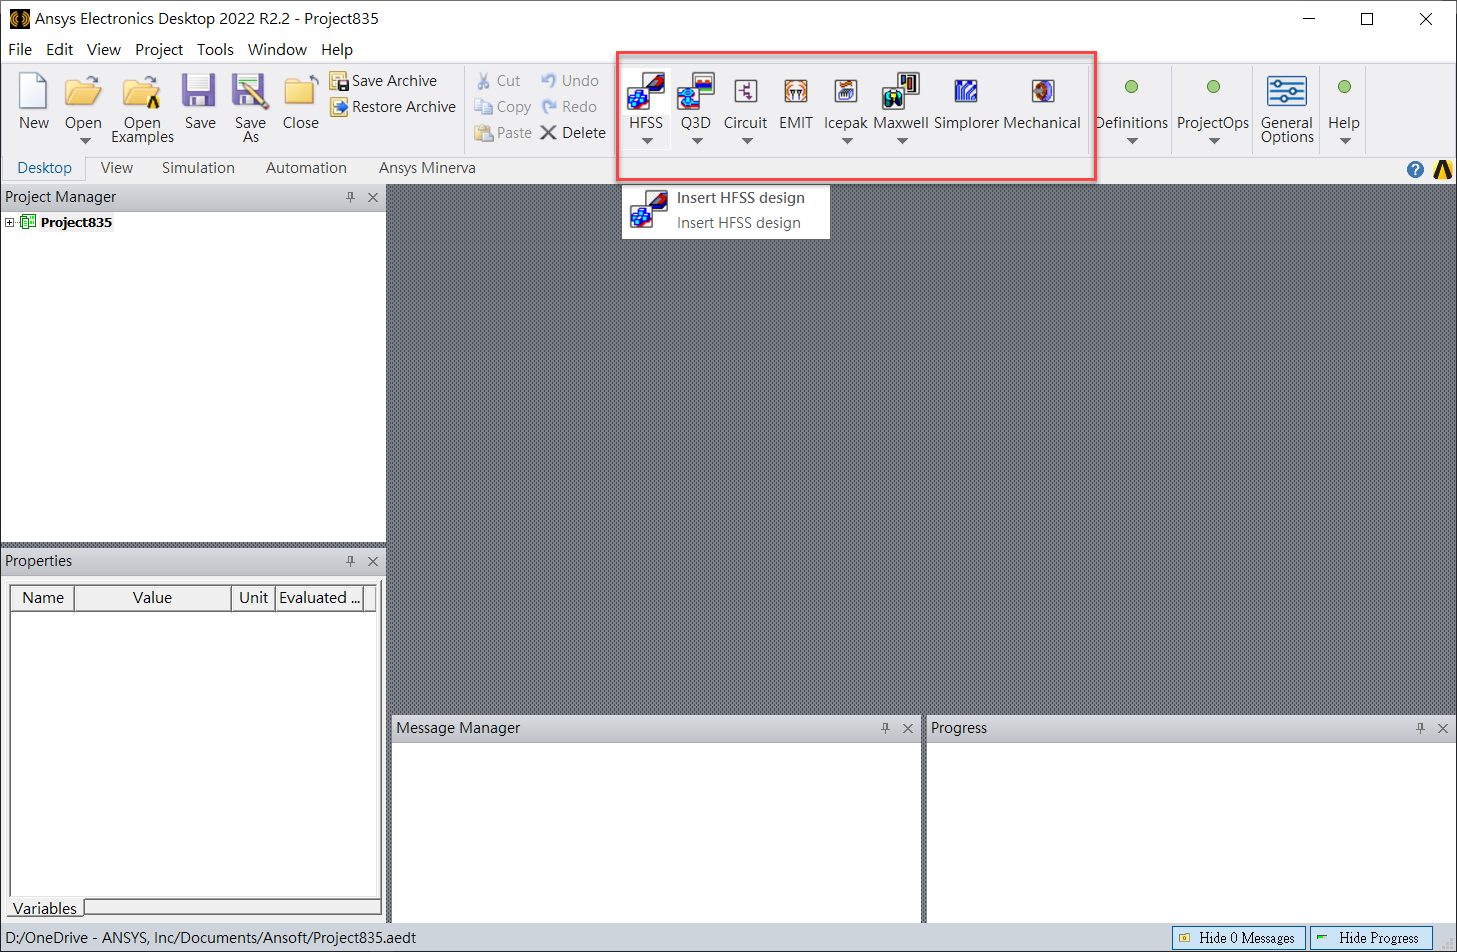 Ansys Electronics Desktop 2022 R2.2 - Project835
File Edit View Project Tools Window Help
New
Open
Open Examples
Save
Save As
Close
Save Archive
Restore Archive
Cut
Copy
Paste
Undo
Redo
Delete
HFSS
Q3D
Circuit
EMIT
Icepak
Maxwell
Simplorer
Mechanical
Definitions
ProjectOps
General Options
Help
Desktop View Simulation Automation Ansys Minerva
Project Manager
Project835
Insert HFSS design
Insert HFSS design
Properties
Name Value Unit Evaluated ...
Variables
Message Manager
Progress
D:/OneDrive - ANSYS, Inc/Documents/Ansoft/Project835.aedt
Hide 0 Messages
Hide Progress